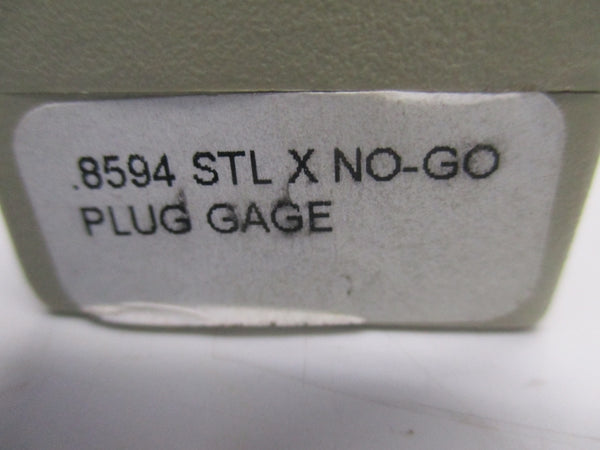 .8594 STL X NO-GO
PLUG GAGE